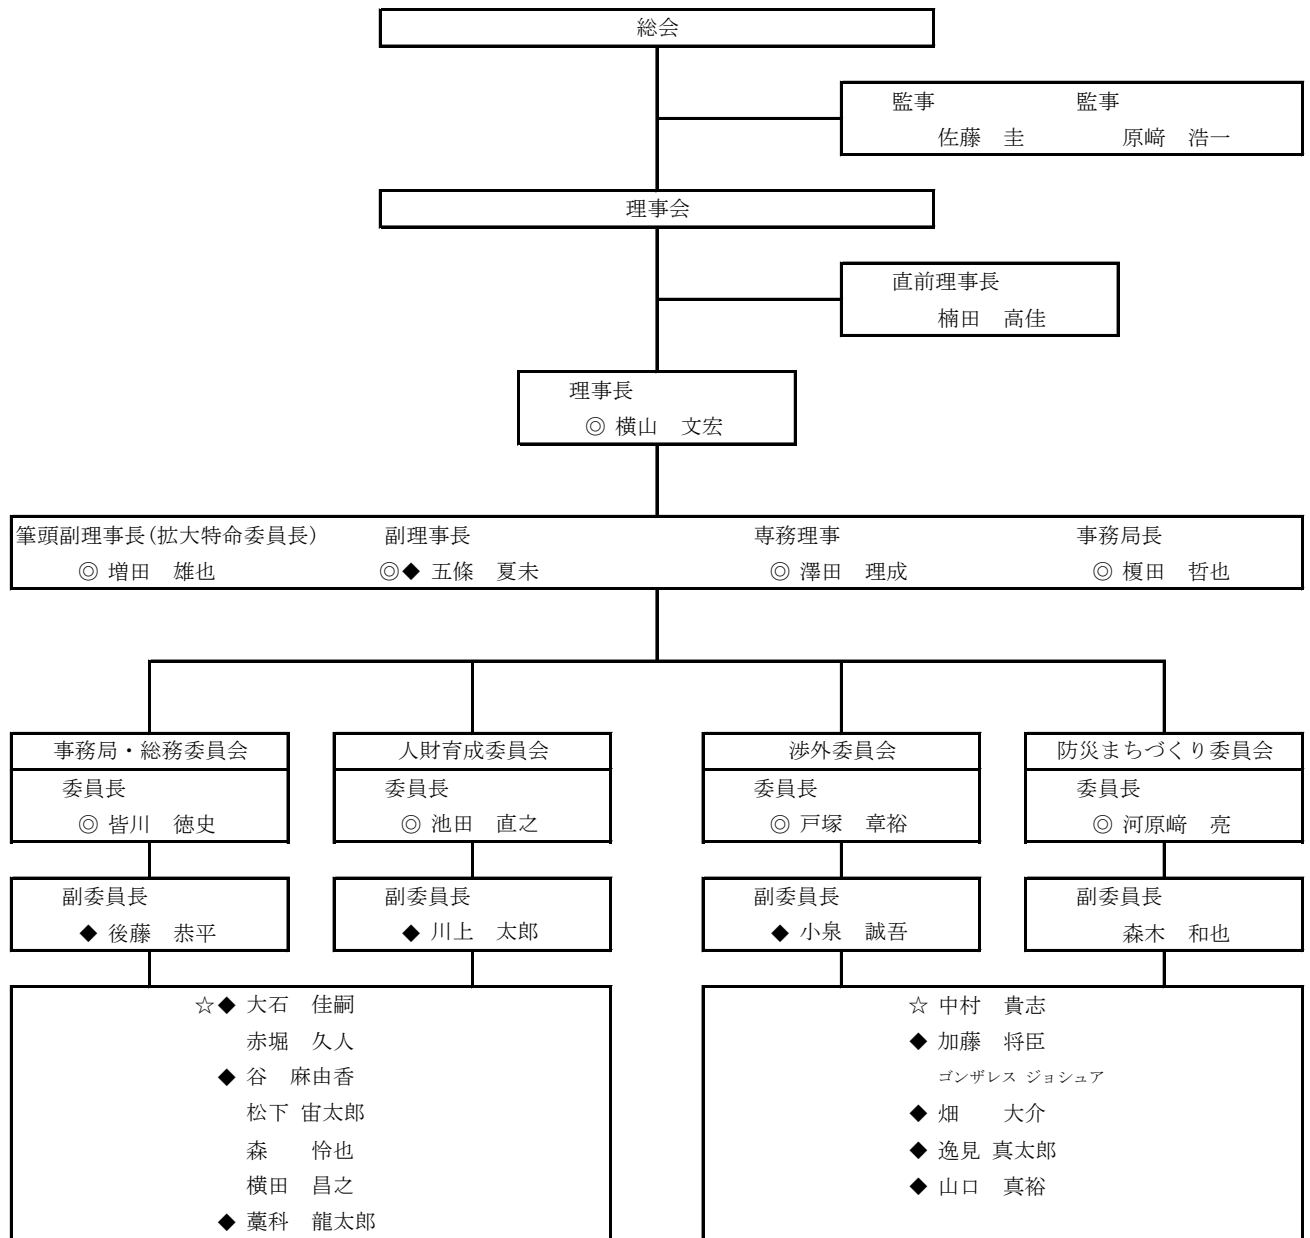 総会
監事　監事
佐藤　圭　原﨑　浩一
理事会
直前理事長
楠田　高佳
理事長
◎ 横山　文宏
筆頭副理事長(拡大特命委員長)　副理事長　専務理事　事務局長
◎ 増田　雄也　◎◆ 五條　夏未　◎ 澤田　理成　◎ 榎田　哲也
事務局・総務委員会　人財育成委員会　渉外委員会　防災まちづくり委員会
委員長　委員長　委員長　委員長
◎ 皆川　徳史　◎ 池田　直之　◎ 戸塚　章裕　◎ 河原﨑　亮
副委員長　副委員長　副委員長　副委員長
◆ 後藤　恭平　◆ 川上　太郎　◆ 小泉　誠吾　森木　和也
☆◆ 大石　佳嗣
赤堀　久人
◆ 谷　麻由香
松下 宙太郎
森　　怜也
横田　昌之
◆ 藁科　龍太郎
☆ 中村　貴志
◆ 加藤　将臣
ゴンザレス ジョシュア
◆ 畑　　大介
◆ 逸見 真太郎
◆ 山口　真裕